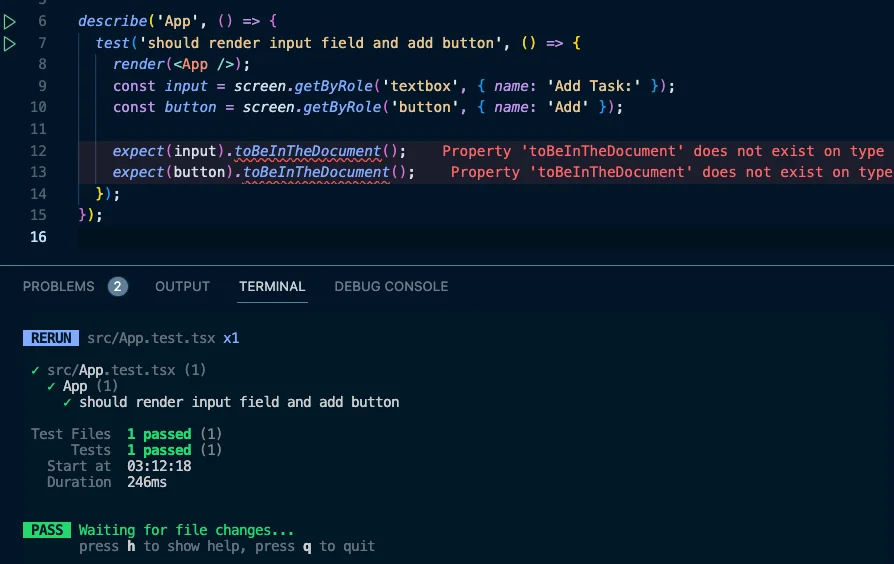 6 describe('App', () => {
7 test('should render input field and add button', () => {
8 render(<App />);
9 const input = screen.getByRole('textbox', { name: 'Add Task:' });
10 const button = screen.getByRole('button', { name: 'Add' });
11
12 expect(input).toBeInTheDocument(); Property 'toBeInTheDocument' does not exist on type
13 expect(button).toBeInTheDocument(); Property 'toBeInTheDocument' does not exist on type
14 });
15 });
16
PROBLEMS 2 OUTPUT TERMINAL DEBUG CONSOLE
RERUN src/App.test.tsx x1
✓ src/App.test.tsx (1)
✓ App (1)
✓ should render input field and add button
Test Files 1 passed (1)
Tests 1 passed (1)
Start at 03:12:18
Duration 246ms
PASS Waiting for file changes...
press h to show help, press q to quit